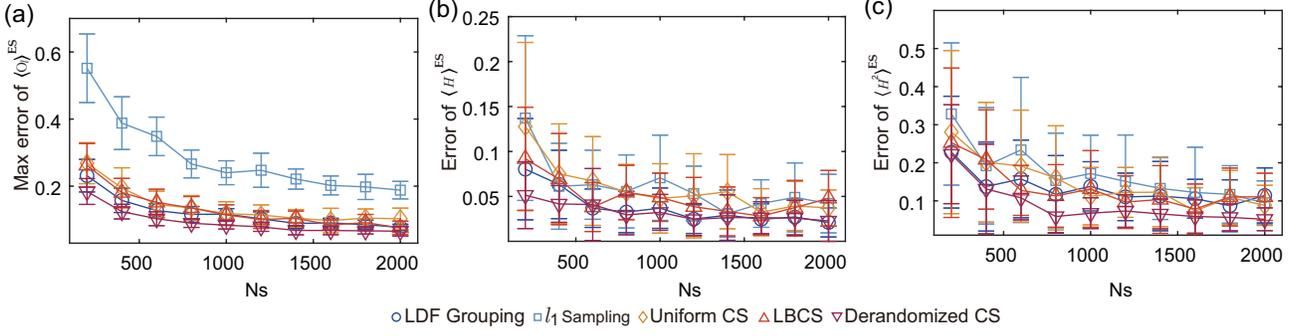 (a)
Max error of ⟨O_l⟩^ES
0.6
0.4
0.2
500 1000 1500 2000
Ns
(b)
Error of ⟨H⟩^ES
0.25
0.2
0.15
0.1
0.05
500 1000 1500 2000
Ns
(c)
Error of ⟨H²⟩^ES
0.5
0.4
0.3
0.2
0.1
500 1000 1500 2000
Ns
LDF Grouping l₁ Sampling Uniform CS LBCS Derandomized CS